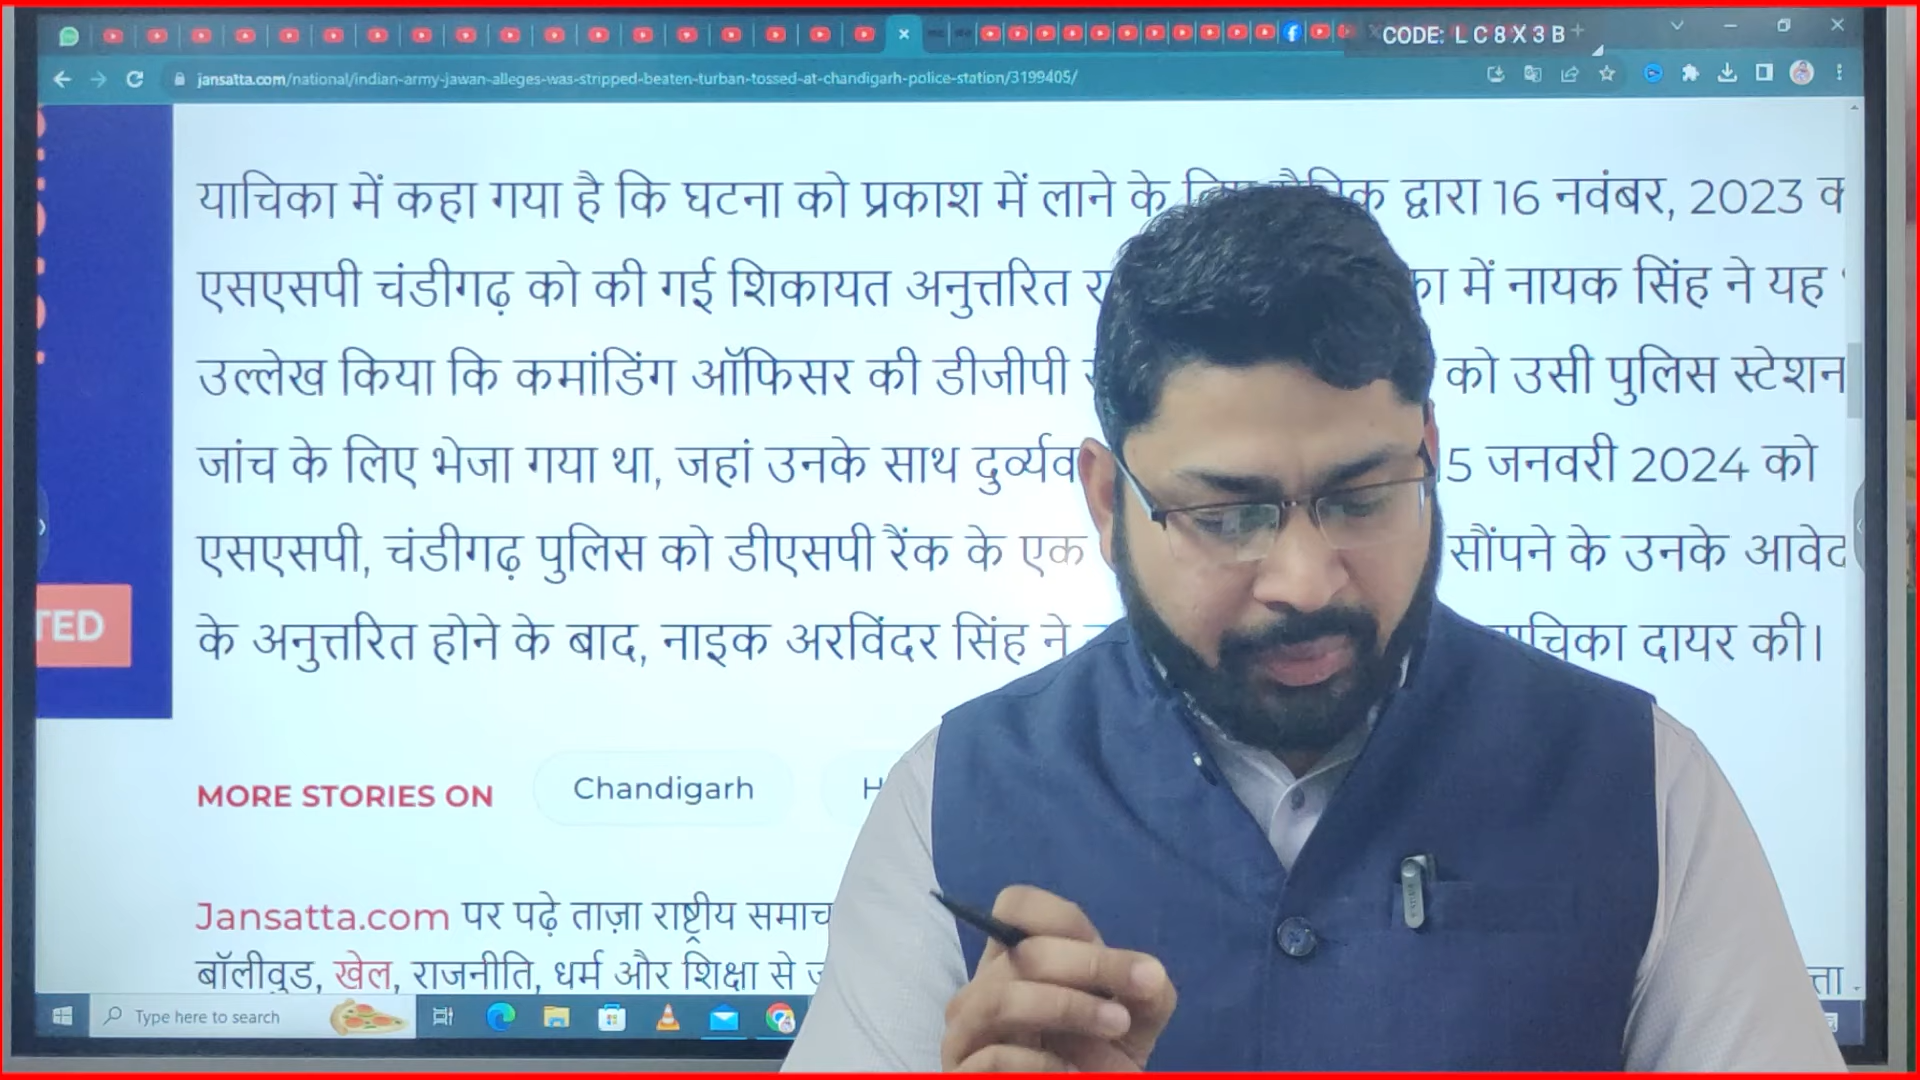 CODE: L C 8 X 3 B
jansatta.com/national/indian-army-jawan-alleges-was-stripped-beaten-turban-tossed-at-chandigarh-police-station/3199405/
याचिका में कहा गया है कि घटना को प्रकाश में लाने के द्वारा 16 नवंबर, 2023
एसएसपी चंडीगढ़ को की गई शिकायत अनुत्तरित में नायक सिंह ने यह
उल्लेख किया कि कमांडिंग ऑफिसर की डीजीपी को उसी पुलिस स्टेशन
जांच के लिए भेजा गया था, जहां उनके साथ 5 जनवरी 2024 को
एसएसपी, चंडीगढ़ पुलिस को डीएसपी रैंक के एक सौंपने के उनके
के अनुत्तरित होने के बाद, नाइक अरविंदर सिंह ने याचिका दायर की।
TED
MORE STORIES ON Chandigarh H
Jansatta.com पर पढ़े ताज़ा राष्ट्रीय
बॉलीवुड, खेल, राजनीति, धर्म और शिक्षा से
Type here to search